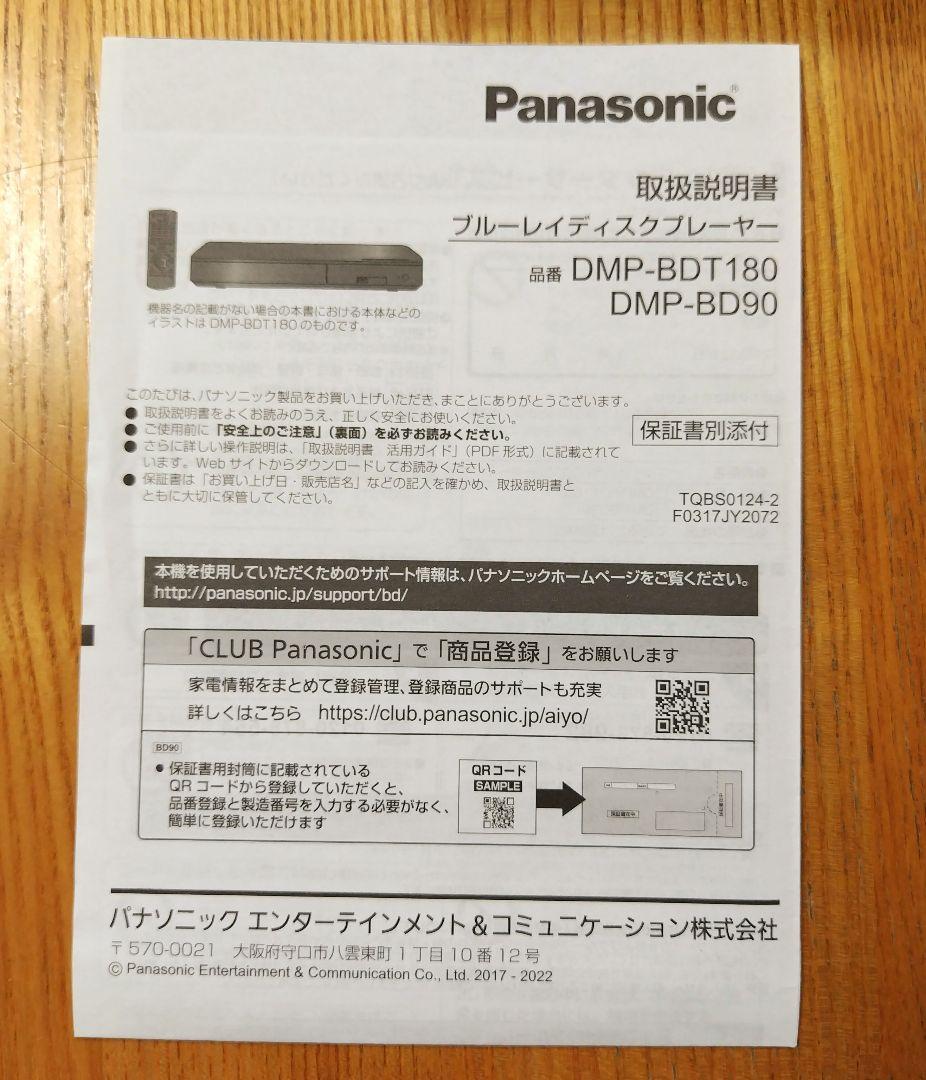 Panasonic®
取扱説明書
ブルーレイディスクプレーヤー
品番 DMP-BDT180
DMP-BD90
機器名の記載がない場合の本書における本体などの
イラストは DMP-BDT180 のものです。
このたびは、パナソニック製品をお買い上げいただき、まことにありがとうございます。
● 取扱説明書をよくお読みのうえ、正しく安全にお使いください。
● ご使用前に「安全上のご注意」(裏面)を必ずお読みください。
● さらに詳しい操作説明は、「取扱説明書 活用ガイド」(PDF 形式)に記載されて
います。Web サイトからダウンロードしてお読みください。
● 保証書は「お買い上げ日・販売店名」などの記入を確かめ、取扱説明書と
ともに大切に保管してください。
保証書別添付
TQBS0124-2
F0317JY2072
本機を使用していただくためのサポート情報は、パナソニックホームページをご覧ください。
http://panasonic.jp/support/bd/
「CLUB Panasonic」で「商品登録」をお願いします
家電情報をまとめて登録管理、登録商品のサポートも充実
詳しくはこちら https://club.panasonic.jp/aiyo/
BD90
● 保証書用封筒に記載されている
QR コードから登録していただくと、
品番登録と製造番号を入力する必要がなく、
簡単に登録いただけます
QRコード
SAMPLE
パナソニック エンターテインメント&コミュニケーション株式会社
〒570-0021 大阪府守口市八雲東町1丁目10番12号
© Panasonic Entertainment & Communication Co., Ltd. 2017 - 2022